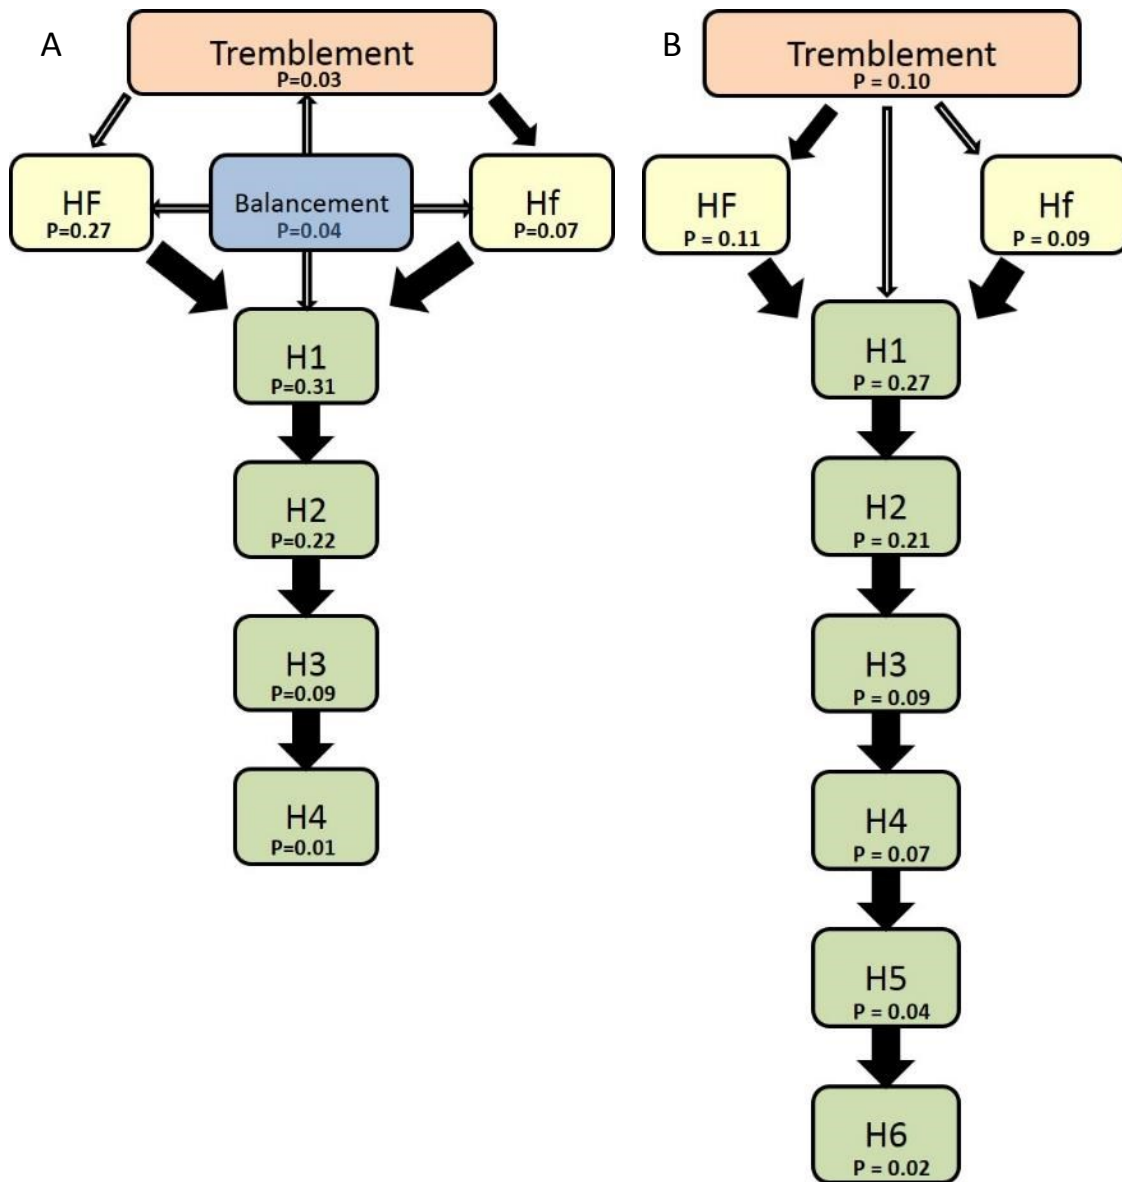 A
Tremblement
P=0.03
HF
P=0.27
Balancement
P=0.04
Hf
P=0.07
H1
P=0.31
H2
P=0.22
H3
P=0.09
H4
P=0.01
B
Tremblement
P = 0.10
HF
P = 0.11
Hf
P = 0.09
H1
P = 0.27
H2
P = 0.21
H3
P = 0.09
H4
P = 0.07
H5
P = 0.04
H6
P = 0.02